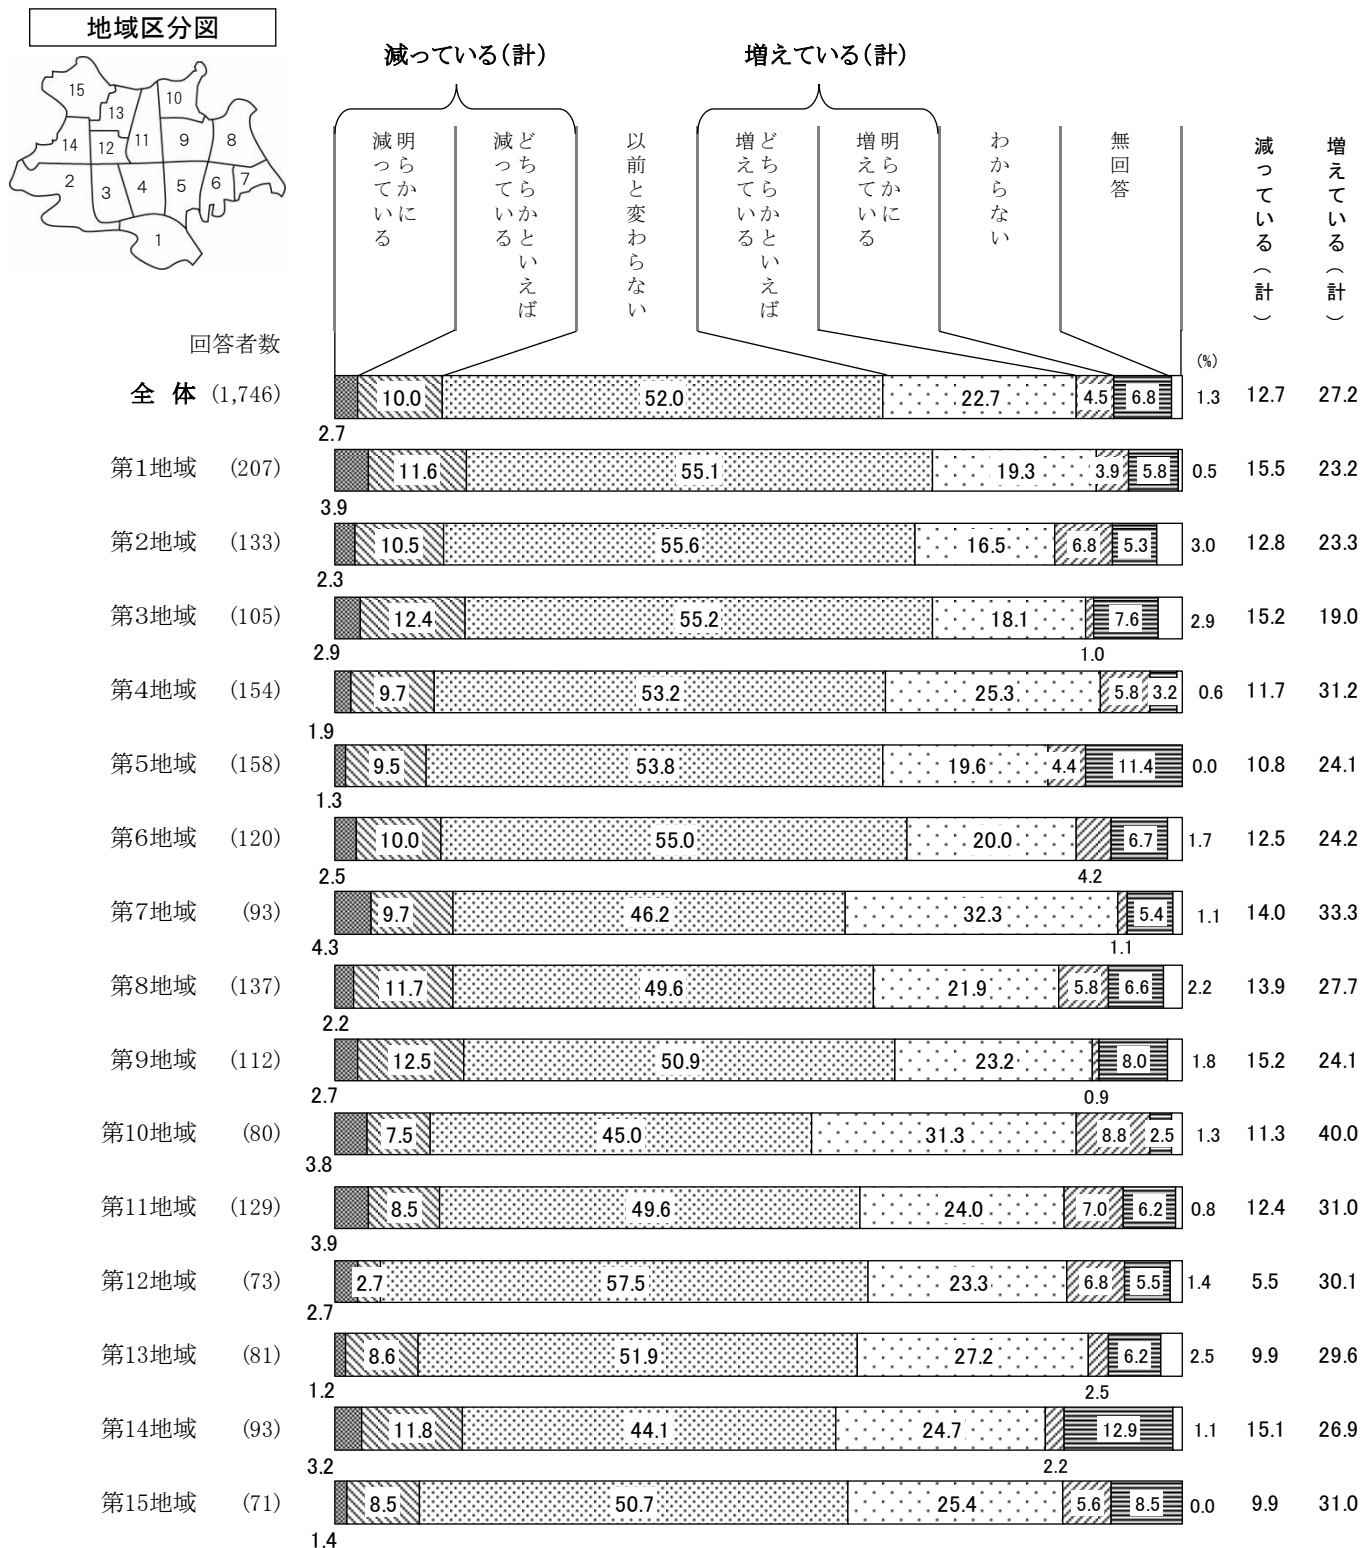 地域区分図
15
13
10
14
12
11
9
8
2
3
4
5
6
7
1
減っている(計)
増えている(計)
明らかに
減っている
どちらかといえば
減っている
以前と変わらない
どちらかといえば
増えている
明らかに
増えている
わからない
無回答
減っている(計)
増えている(計)
回答者数
(%)
全 体 (1,746) 10.0 52.0 22.7 4.5 6.8 1.3 12.7 27.2
2.7
第1地域 (207) 11.6 55.1 19.3 3.9 5.8 0.5 15.5 23.2
3.9
第2地域 (133) 10.5 55.6 16.5 6.8 5.3 3.0 12.8 23.3
2.3
第3地域 (105) 12.4 55.2 18.1 7.6 2.9 15.2 19.0
2.9 1.0
第4地域 (154) 9.7 53.2 25.3 5.8 3.2 0.6 11.7 31.2
1.9
第5地域 (158) 9.5 53.8 19.6 4.4 11.4 0.0 10.8 24.1
1.3
第6地域 (120) 10.0 55.0 20.0 6.7 1.7 12.5 24.2
2.5 4.2
第7地域 (93) 9.7 46.2 32.3 5.4 1.1 14.0 33.3
4.3 1.1
第8地域 (137) 11.7 49.6 21.9 5.8 6.6 2.2 13.9 27.7
2.2
第9地域 (112) 12.5 50.9 23.2 8.0 1.8 15.2 24.1
2.7 0.9
第10地域 (80) 7.5 45.0 31.3 8.8 2.5 1.3 11.3 40.0
3.8
第11地域 (129) 8.5 49.6 24.0 7.0 6.2 0.8 12.4 31.0
3.9
第12地域 (73) 2.7 57.5 23.3 6.8 5.5 1.4 5.5 30.1
2.7
第13地域 (81) 8.6 51.9 27.2 6.2 2.5 9.9 29.6
1.2 2.5
第14地域 (93) 11.8 44.1 24.7 12.9 1.1 15.1 26.9
3.2 2.2
第15地域 (71) 8.5 50.7 25.4 5.6 8.5 0.0 9.9 31.0
1.4